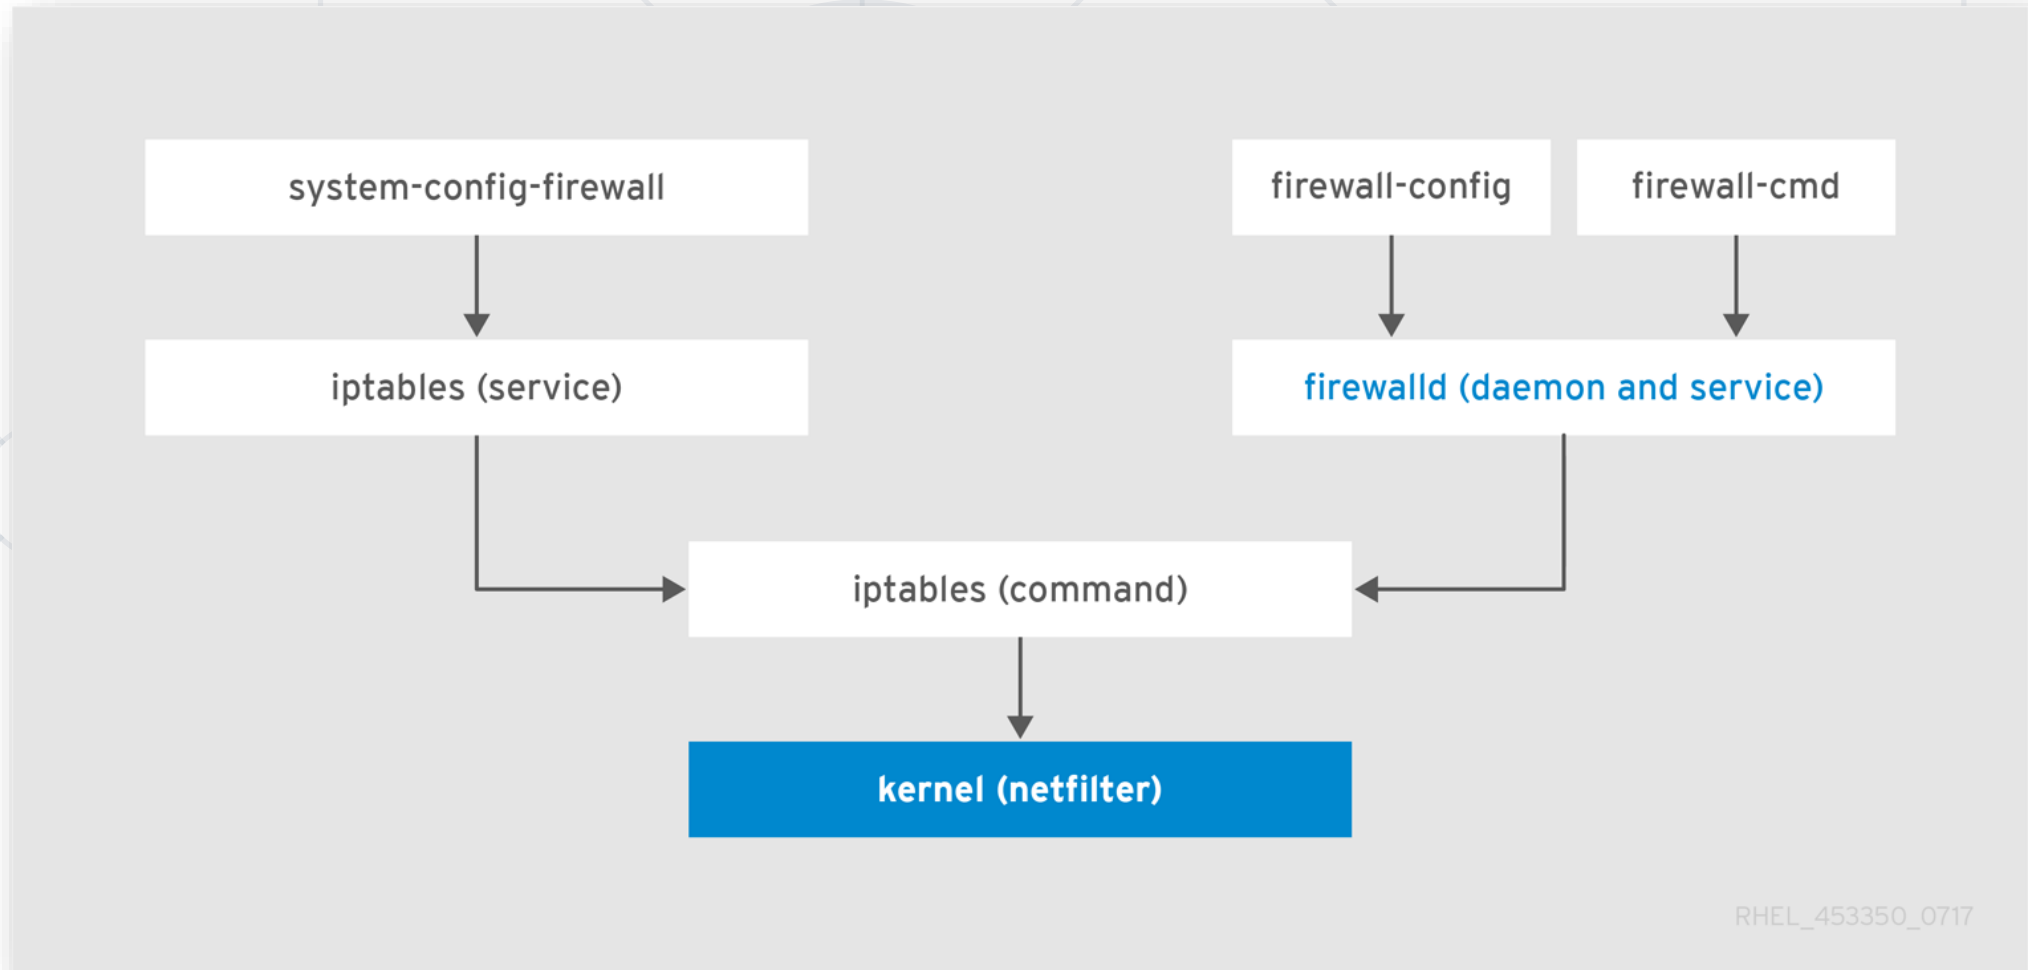 system-config-firewall
firewall-config
firewall-cmd
iptables (service)
firewalld (daemon and service)
iptables (command)
kernel (netfilter)
RHEL_453350_0717